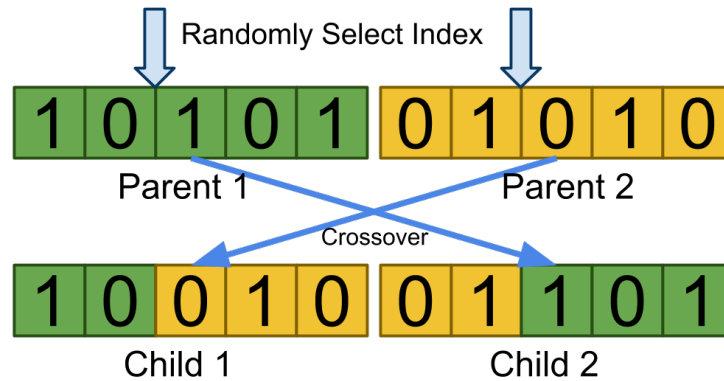 Randomly Select Index
1 0 1 0 1 0 1 0 1 0
Parent 1 Parent 2
Crossover
1 0 0 1 0 0 1 1 0 1
Child 1 Child 2